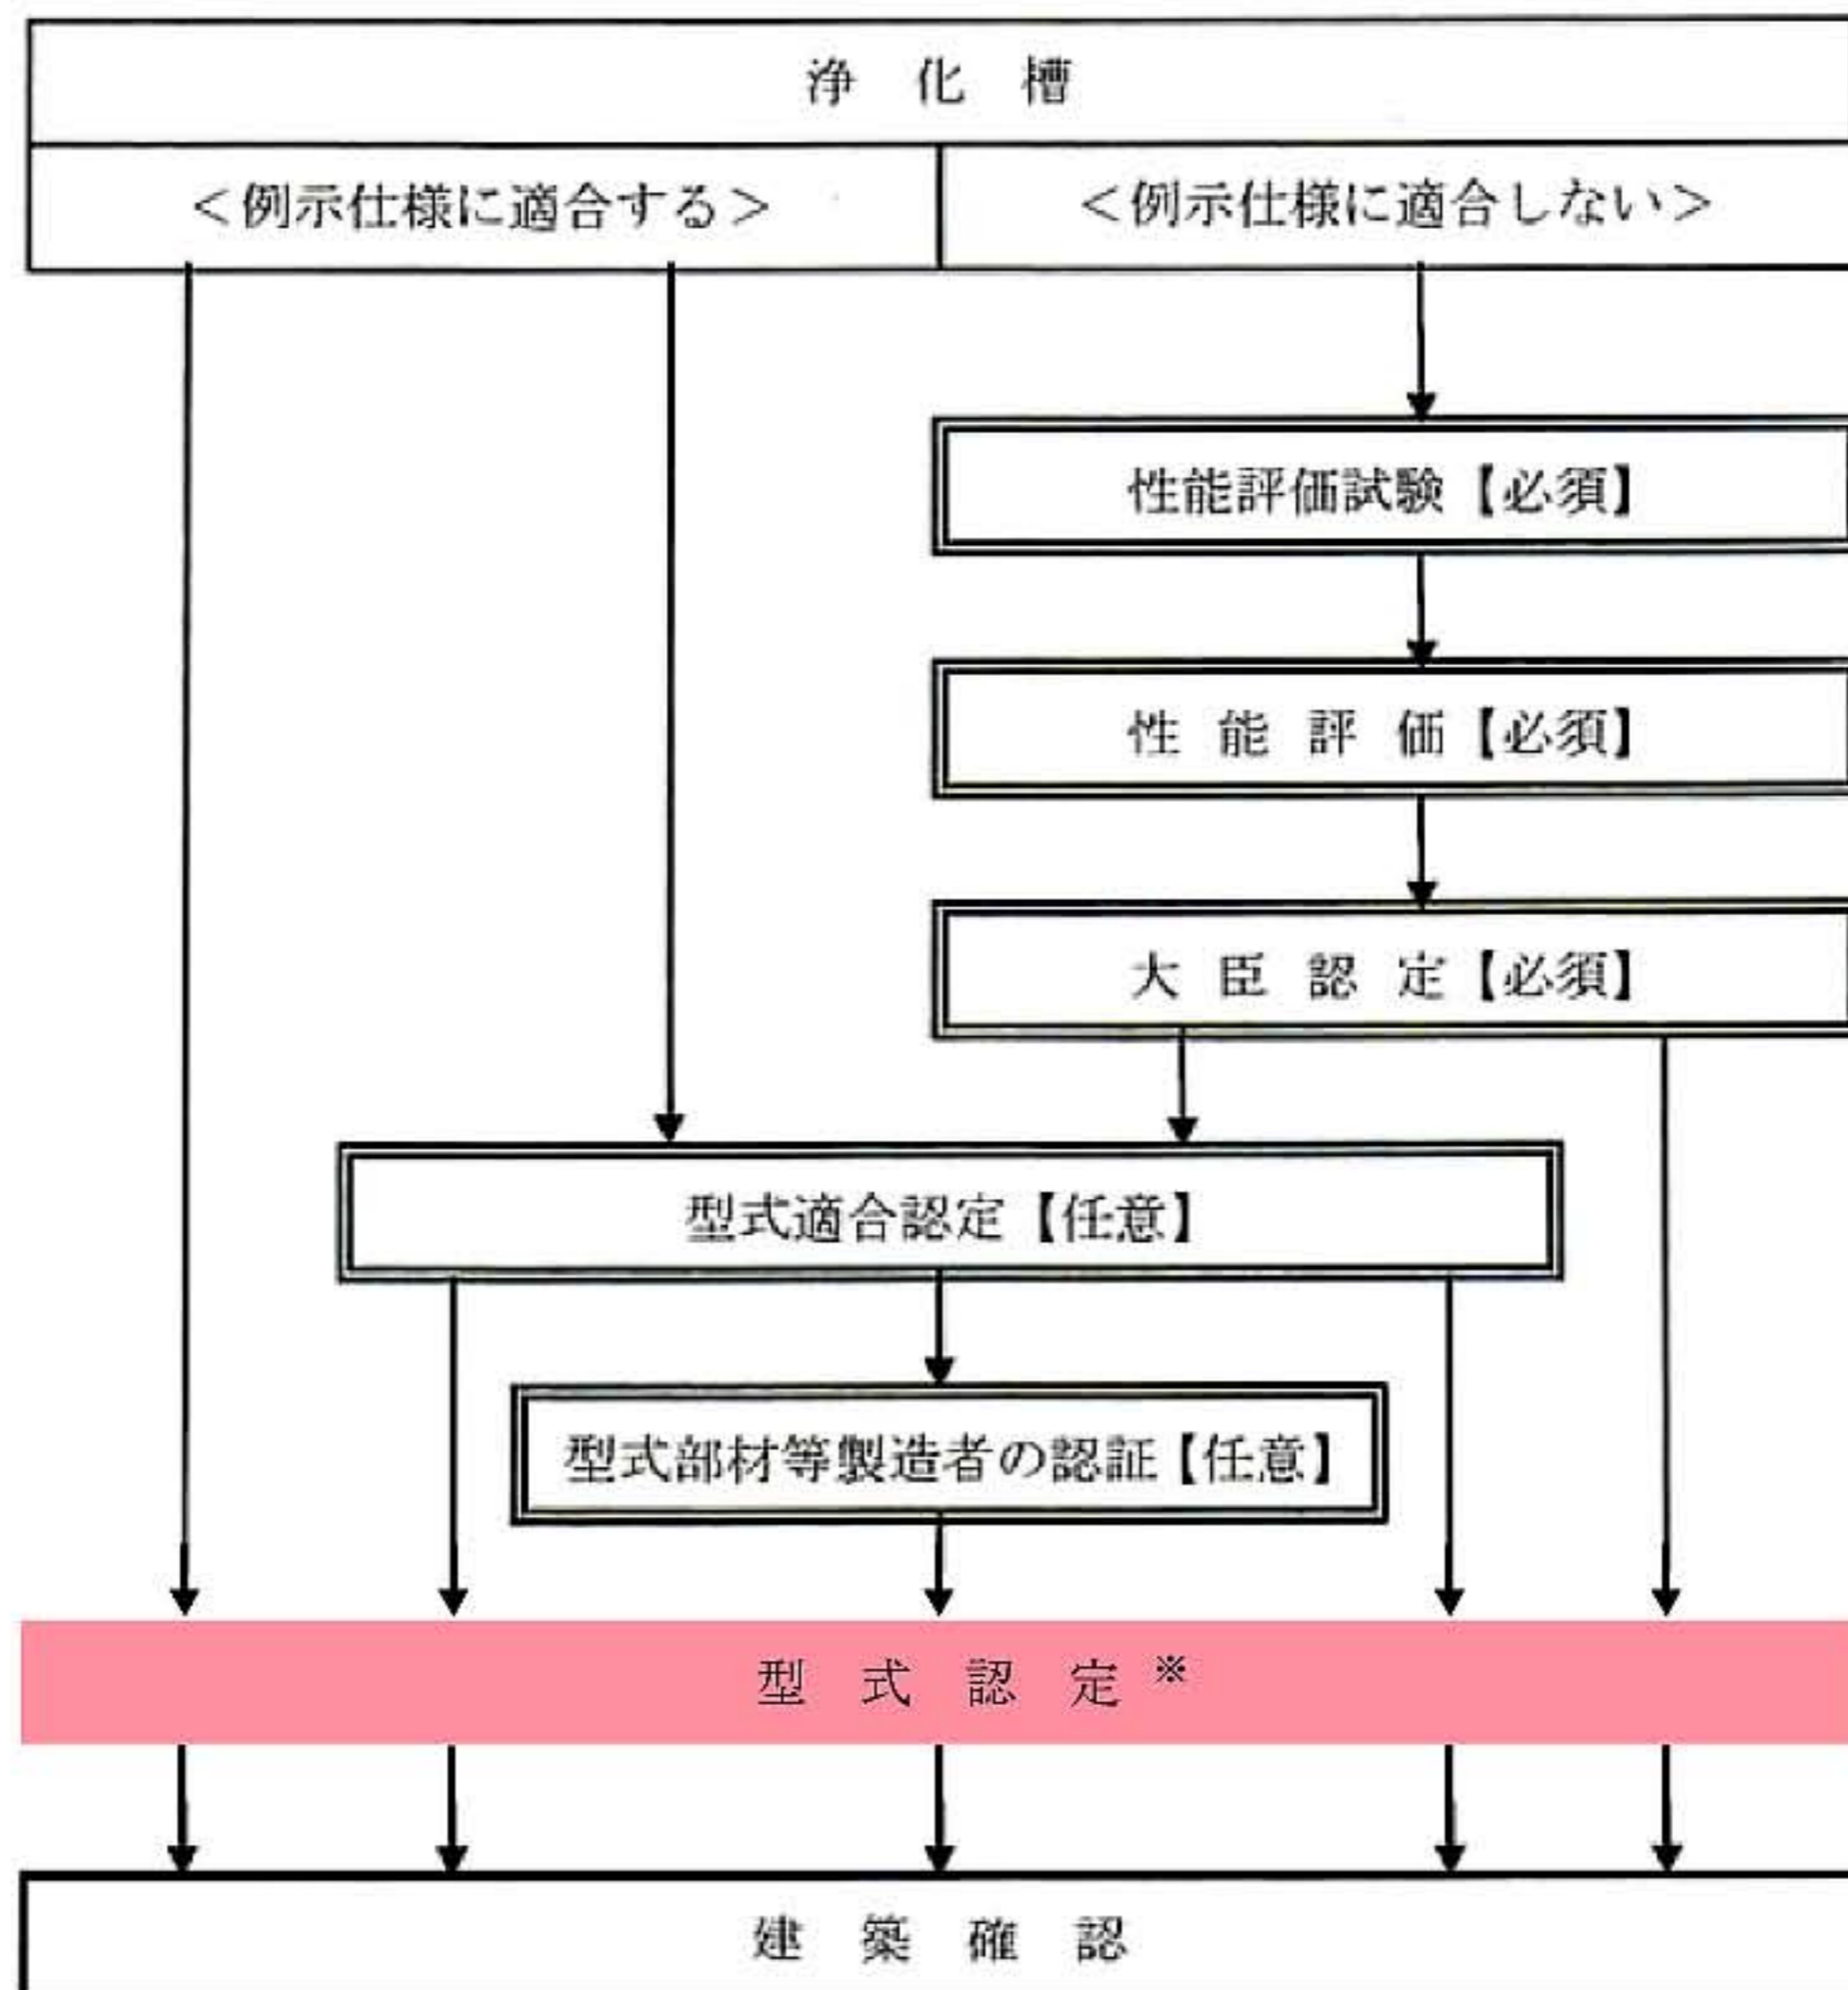 浄化槽
＜例示仕様に適合する＞
＜例示仕様に適合しない＞
性能評価試験【必須】
性能評価【必須】
大臣認定【必須】
型式適合認定【任意】
型式部材等製造者の認証【任意】
型式認定※
建築確認